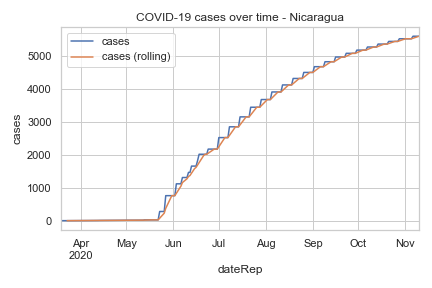 COVID-19 cases over time - Nicaragua
cases
cases (rolling)
cases
5000
4000
3000
2000
1000
0
Apr May Jun Jul Aug Sep Oct Nov
2020
dateRep